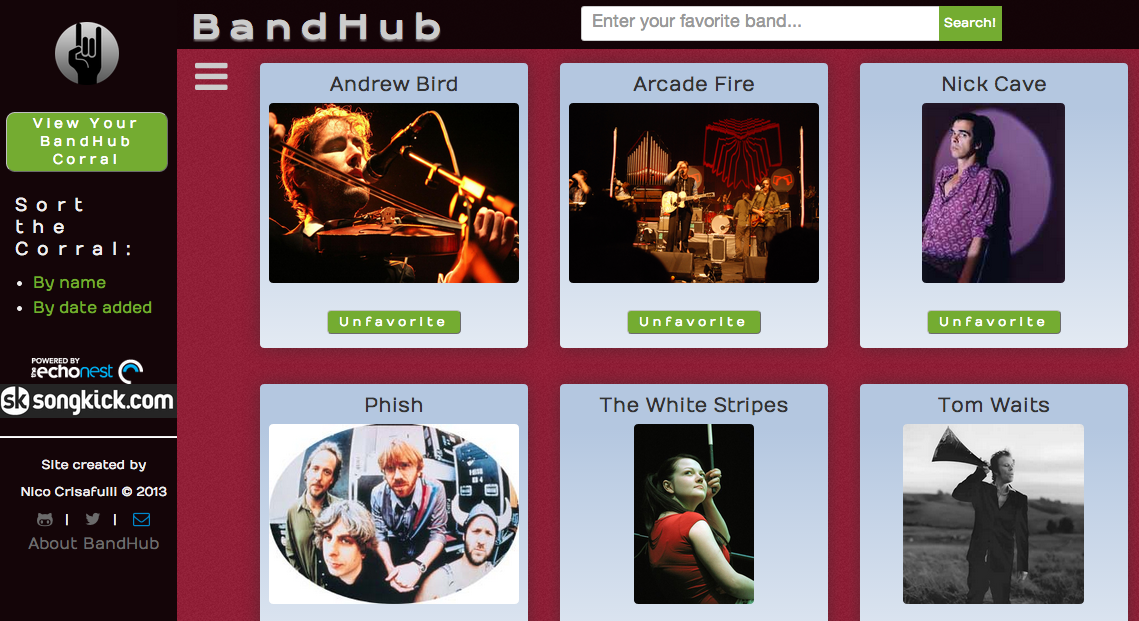 BandHub
Enter your favorite band...
Search!
View Your
BandHub
Corral
Sort
the
Corral:
By name
By date added
POWERED BY
the echonest
sk songkick.com
Site created by
Nico Crisafulli © 2013
| |
About BandHub
Andrew Bird
Arcade Fire
Nick Cave
Unfavorite
Unfavorite
Unfavorite
Phish
The White Stripes
Tom Waits